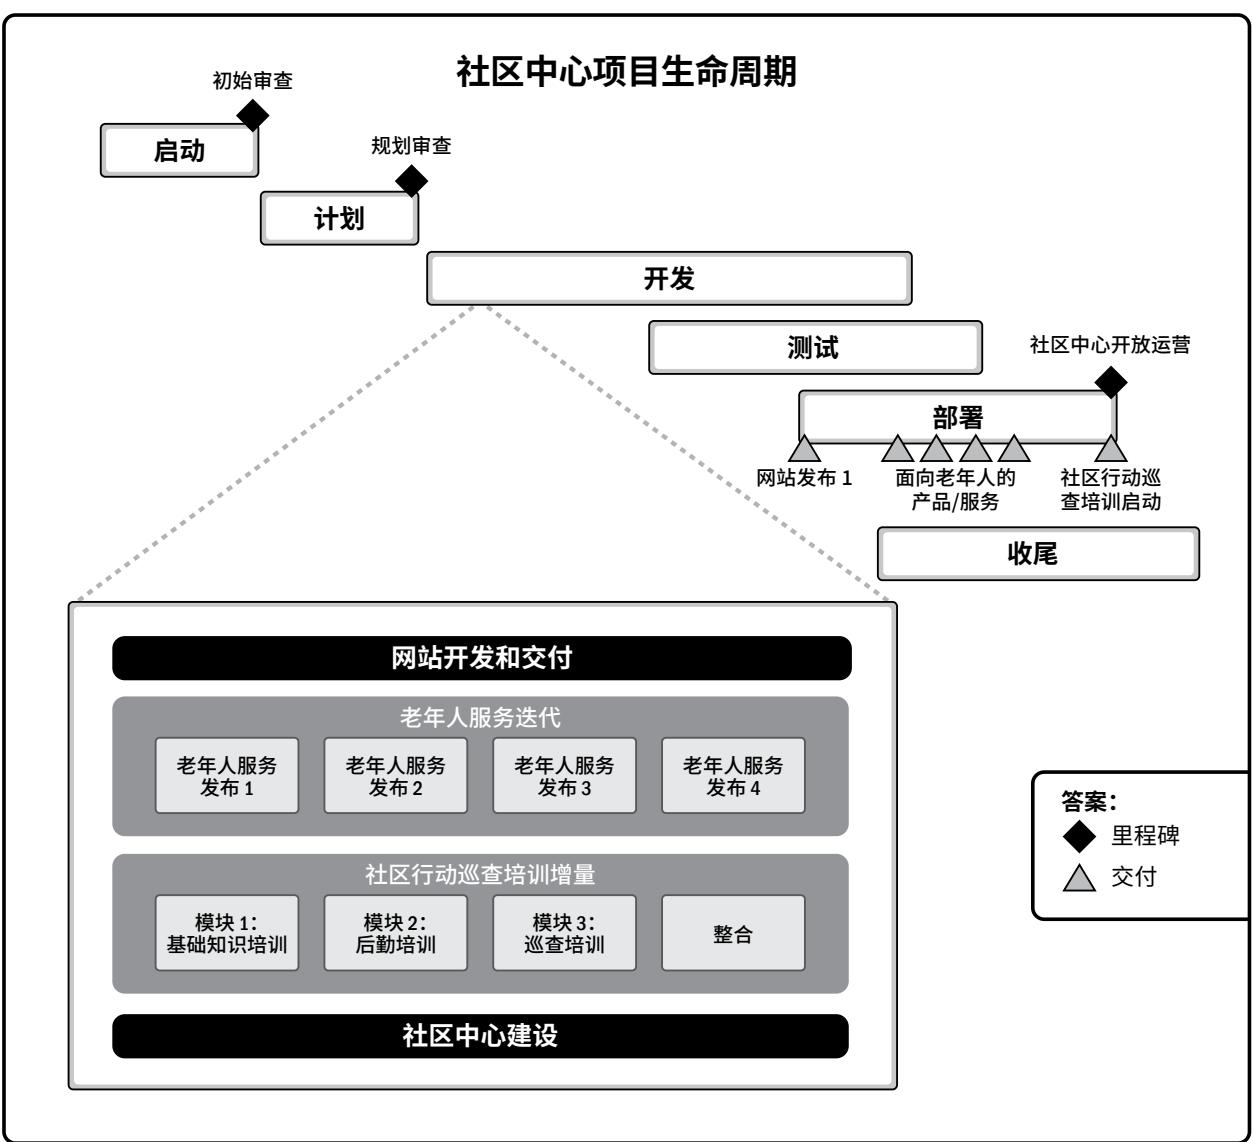 社区中心项目生命周期
初始审查
启动
规划审查
计划
开发
测试
社区中心开放运营
部署
网站发布 1
面向老年人的
产品/服务
社区行动巡
查培训启动
收尾
网站开发和交付
老年人服务迭代
老年人服务
发布 1
老年人服务
发布 2
老年人服务
发布 3
老年人服务
发布 4
社区行动巡查培训增量
模块 1：
基础知识培训
模块 2：
后勤培训
模块 3：
巡查培训
整合
社区中心建设
答案：
里程碑
交付